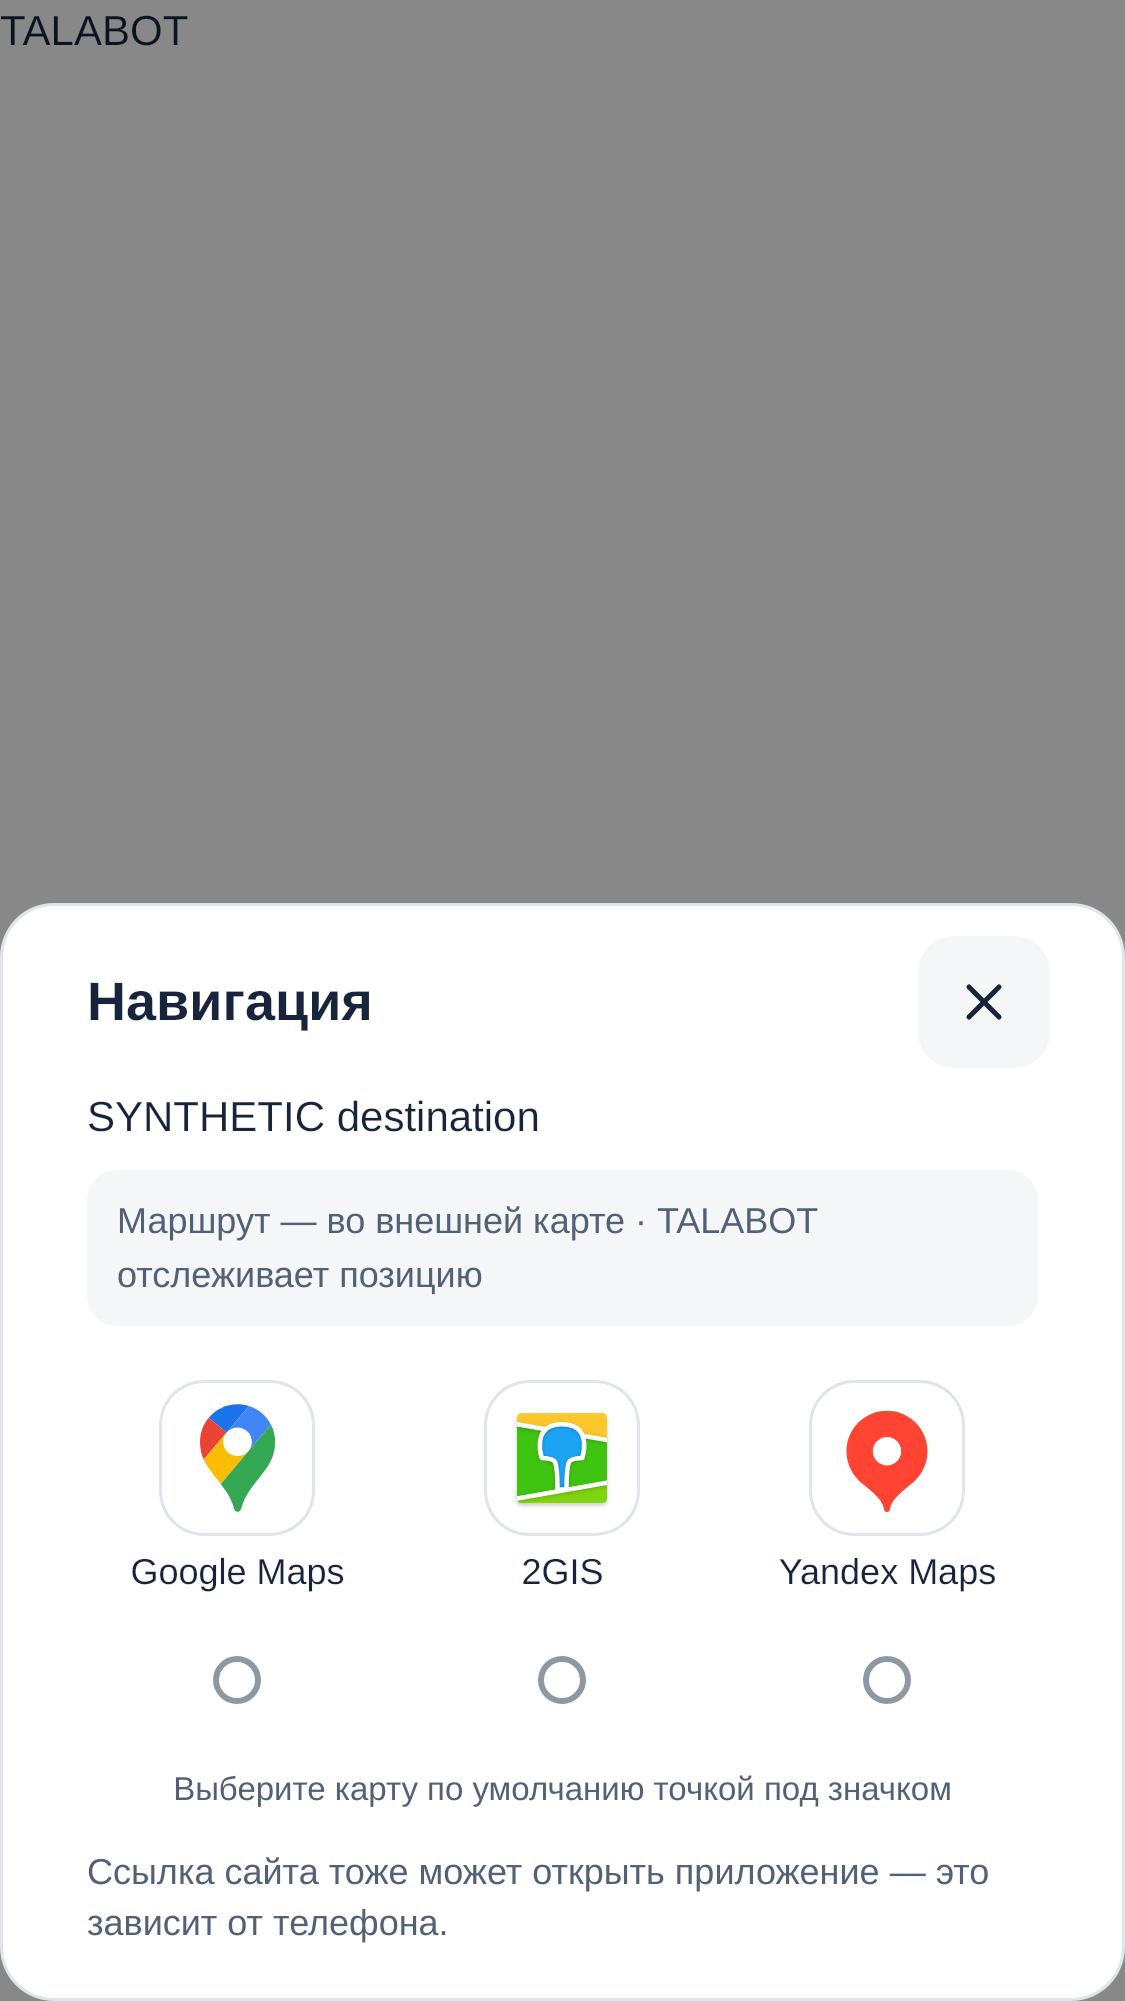 TALABOT
Навигация
SYNTHETIC destination
Маршрут — во внешней карте · TALABOT
отслеживает позицию
Google Maps
2GIS
Yandex Maps
Выберите карту по умолчанию точкой под значком
Ссылка сайта тоже может открыть приложение — это
зависит от телефона.